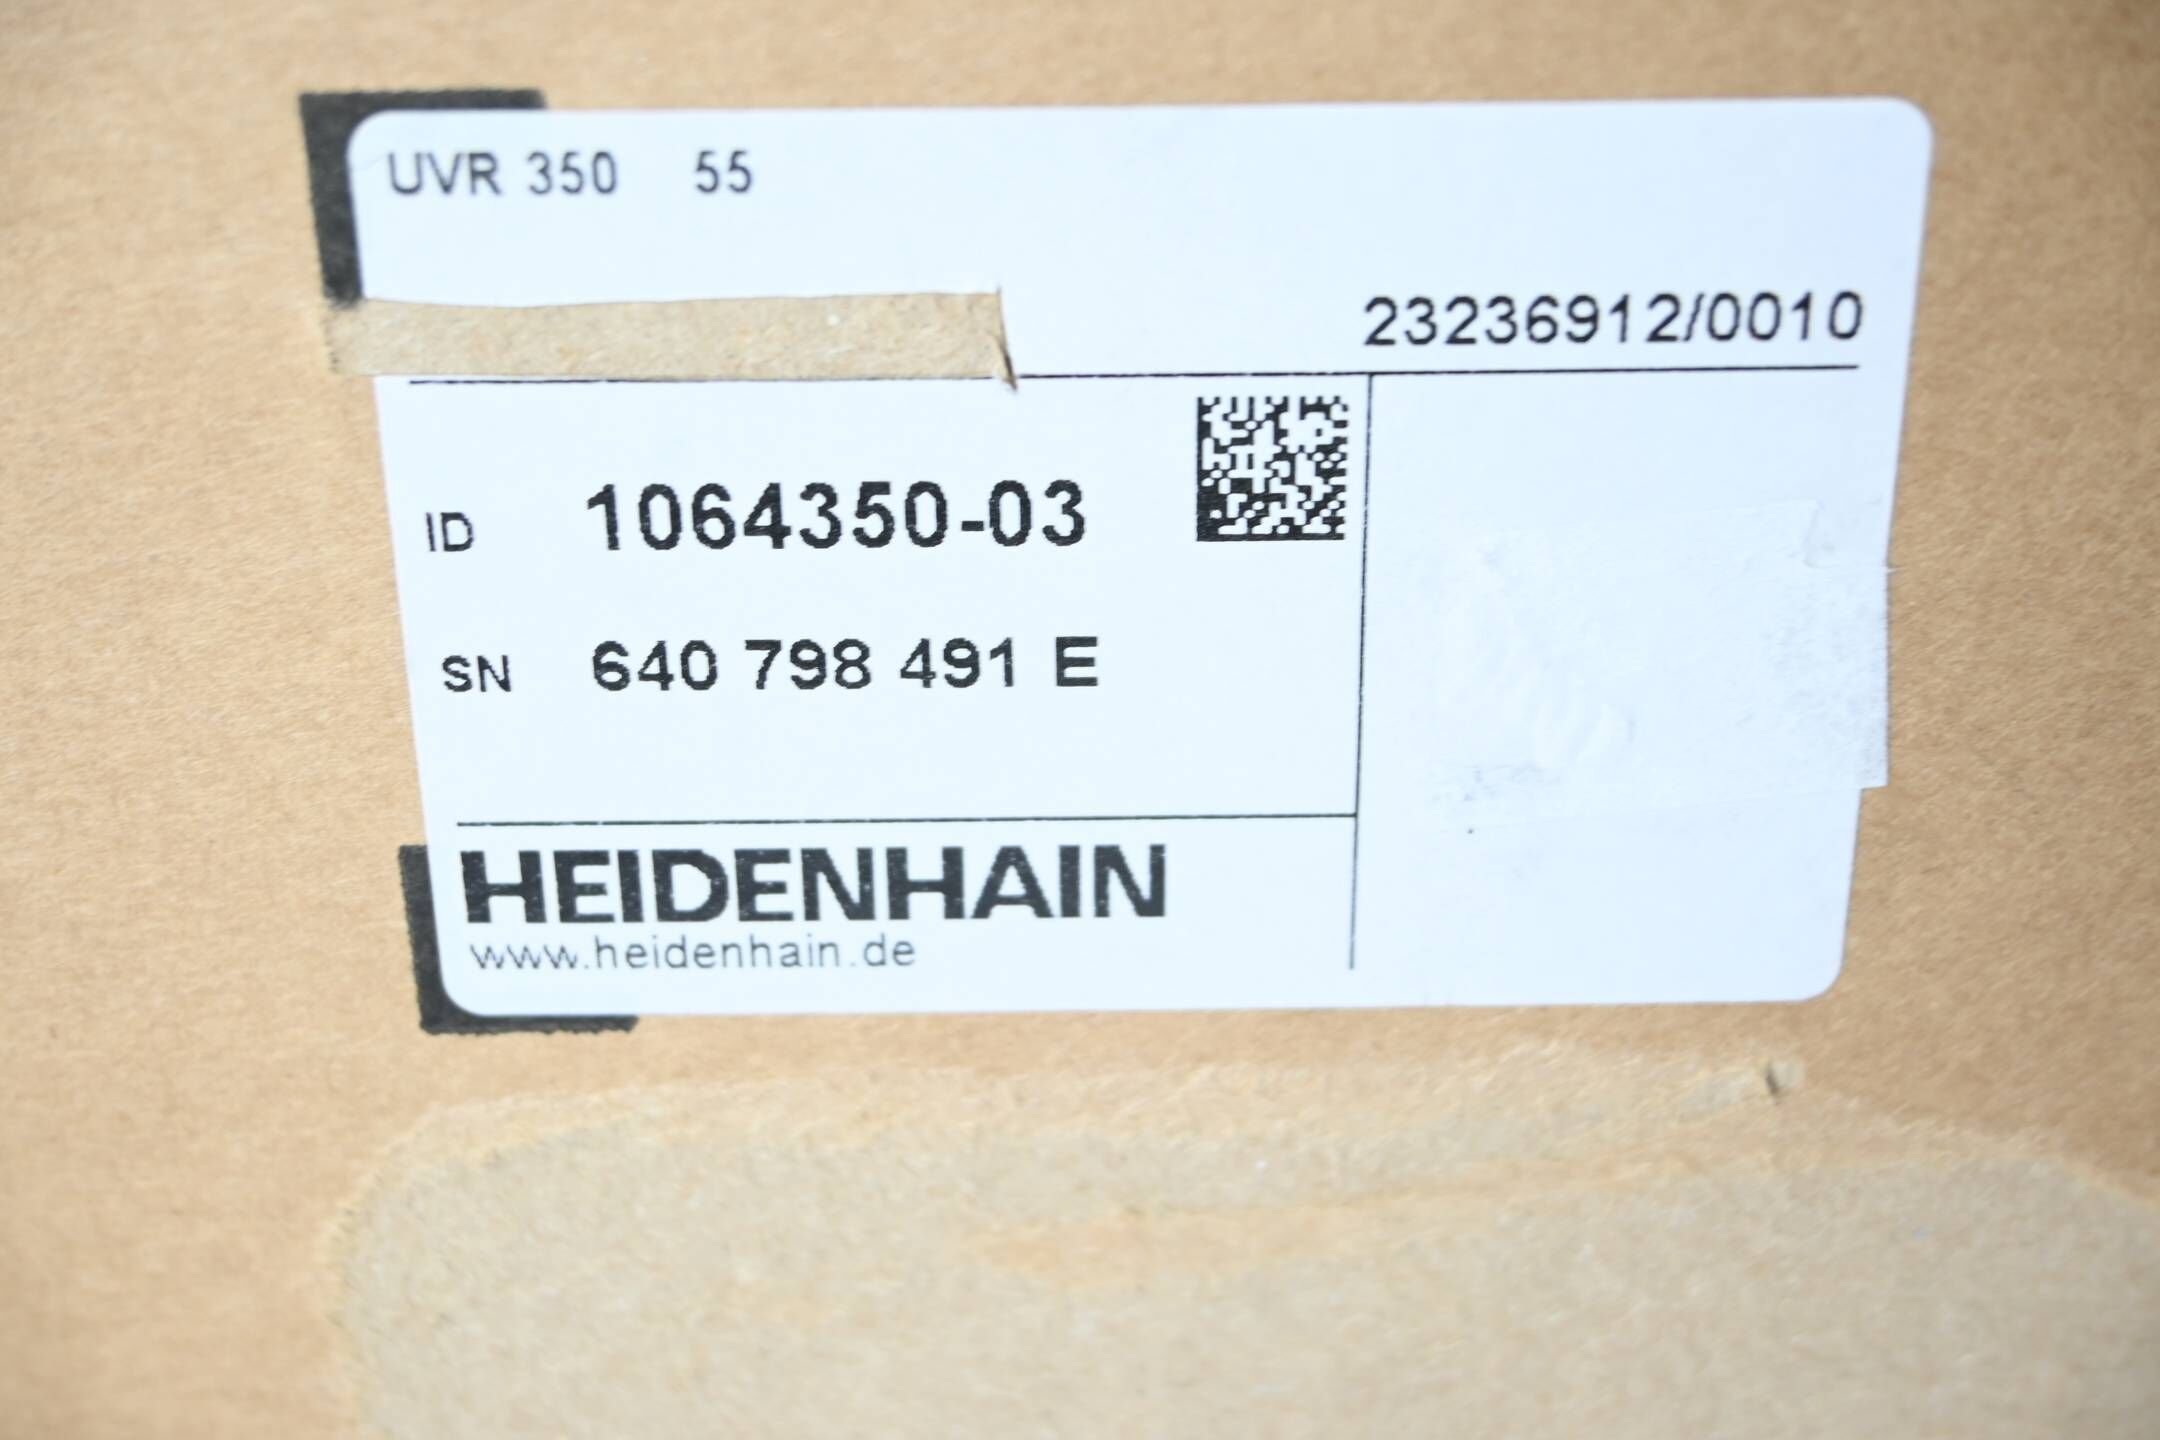 UVR 350 55
23236912/0010
ID 1064350-03
SN 640 798 491 E
HEIDENHAIN
www.heidenhain.de